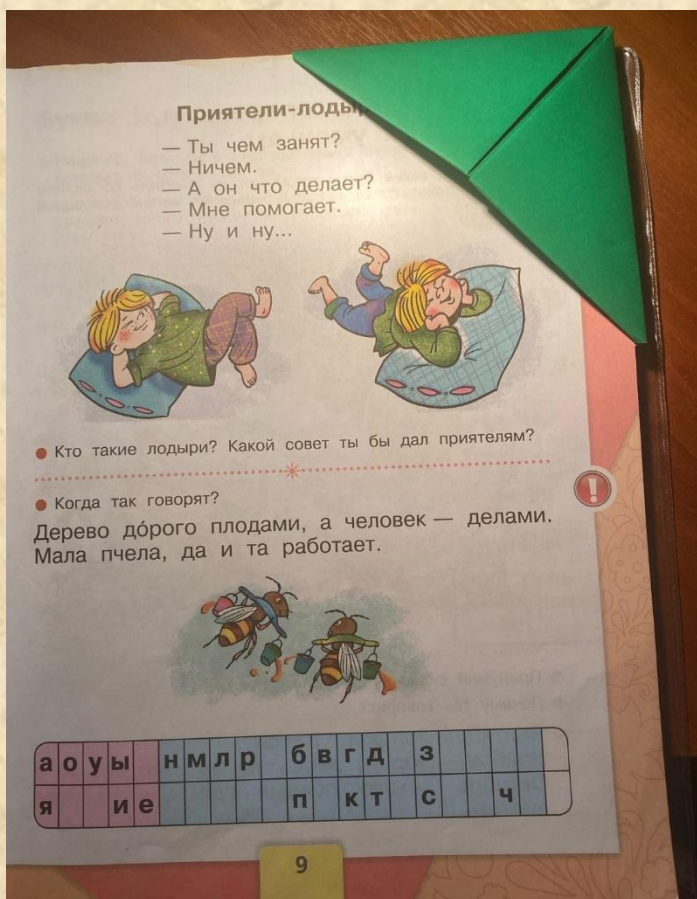 Приятели-лоды
— Ты чем занят?
— Ничем.
— А он что делает?
— Мне помогает.
— Ну и ну...
Кто такие лодыри? Какой совет ты бы дал приятелям?
Когда так говорят?
!
Дерево до́рого плодами, а человек — делами.
Мала пчела, да и та работает.
а о у ы н м л р б в г д з
я и е п к т с ч
9